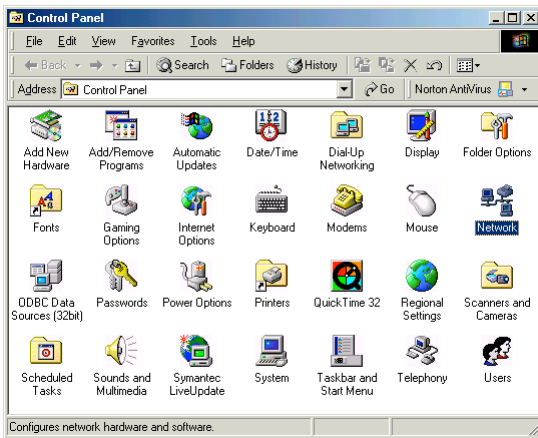 Control Panel
File Edit View Favorites Tools Help
Back Search Folders History
Address Control Panel Go Norton AntiVirus
Add New Hardware
Add/Remove Programs
Automatic Updates
Date/Time
Dial-Up Networking
Display
Folder Options
Fonts
Gaming Options
Internet Options
Keyboard
Modems
Mouse
Network
ODBC Data Sources (32bit)
Passwords
Power Options
Printers
QuickTime 32
Regional Settings
Scanners and Cameras
Scheduled Tasks
Sounds and Multimedia
Symantec LiveUpdate
System
Taskbar and Start Menu
Telephony
Users
Configures network hardware and software.